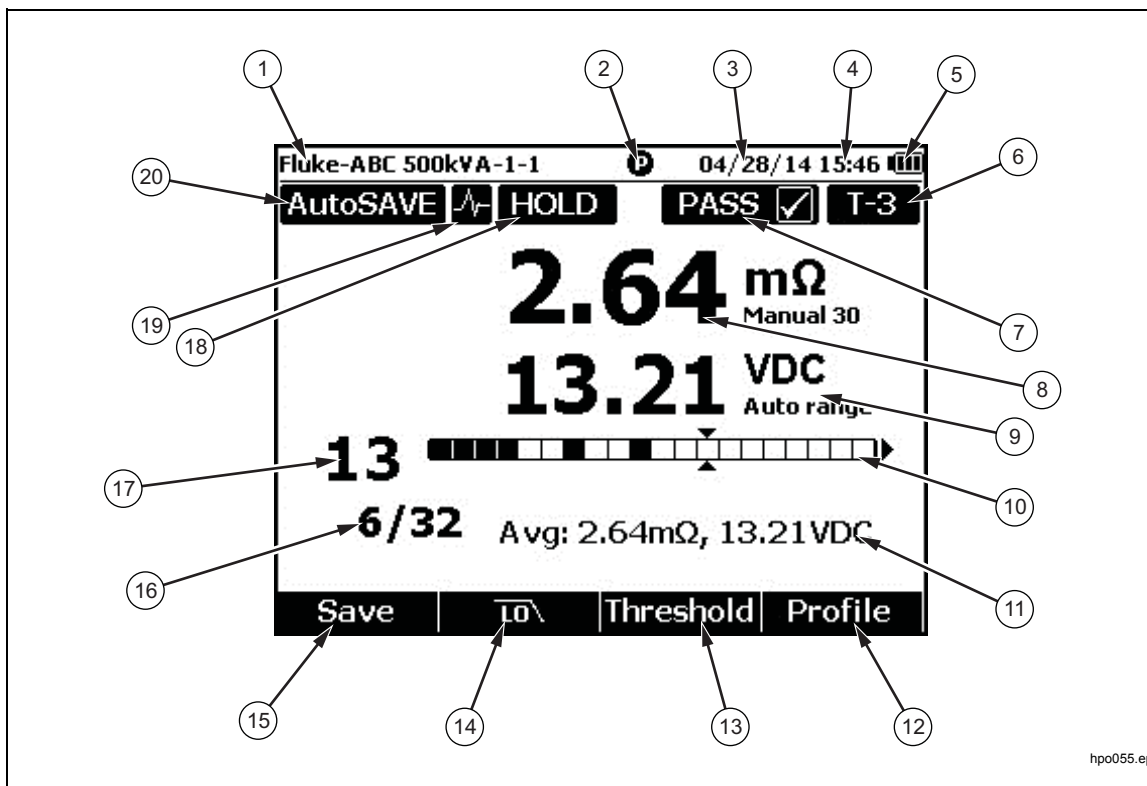 1 2 3 4 5
Fluke-ABC 500kVA-1-1 P 04/28/14 15:46
6
AutoSAVE HOLD PASS T-3
20
2.64 mΩ
Manual 30
19
18
7
13.21 VDC
Auto range
8
9
13
17
10
6/32 Avg: 2.64mΩ, 13.21VDC
16
11
Save LO Threshold Profile
15 14 13 12
hpo055.ep